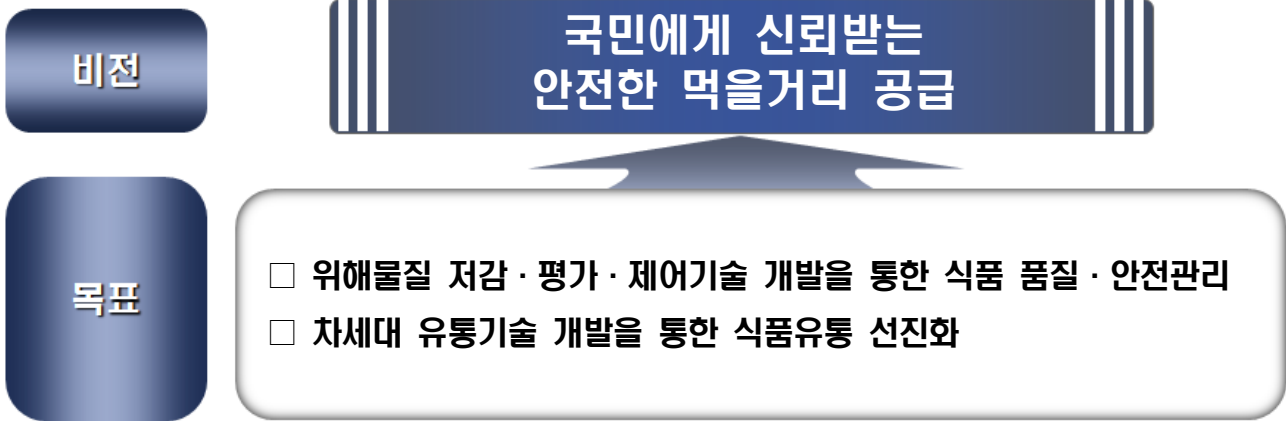 비전
국민에게 신뢰받는
안전한 먹을거리 공급
목표
□ 위해물질 저감·평가·제어기술 개발을 통한 식품 품질·안전관리
□ 차세대 유통기술 개발을 통한 식품유통 선진화